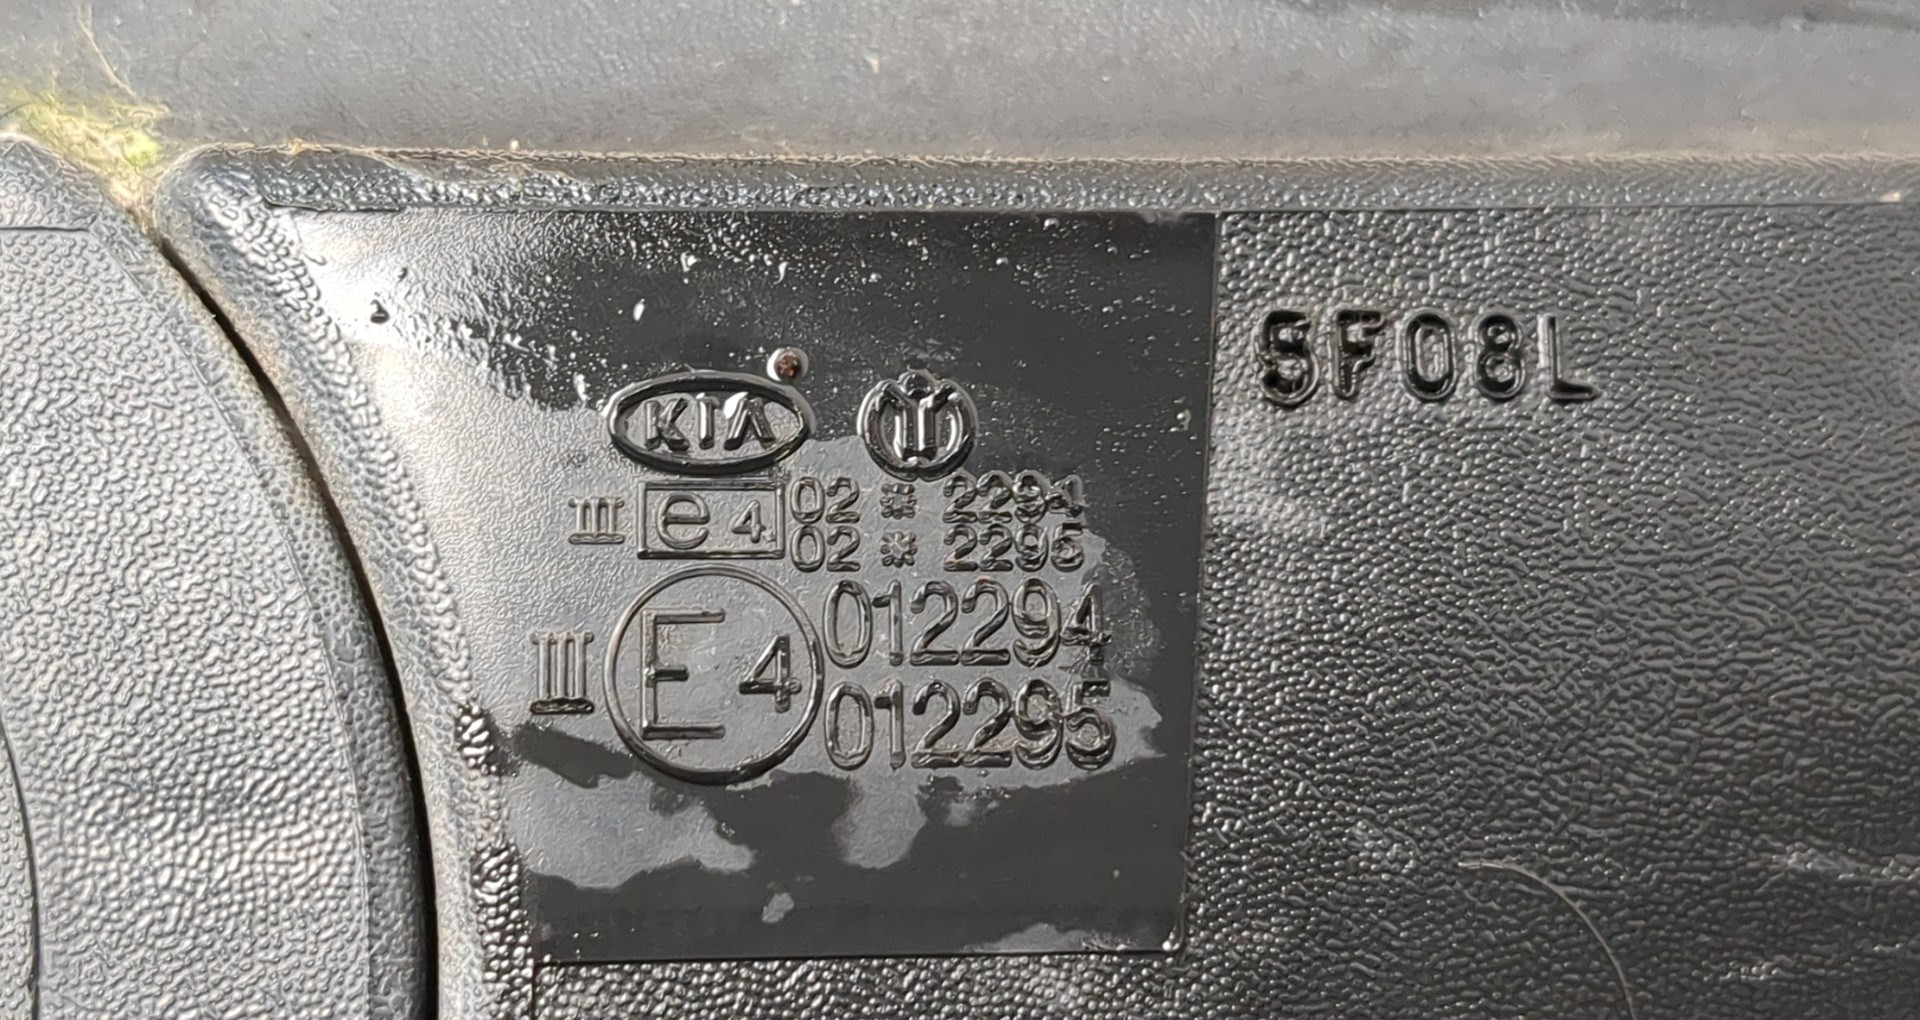 KIA
SF08L
III e4 02 * 2294
02 * 2295
III E4 012294
012295